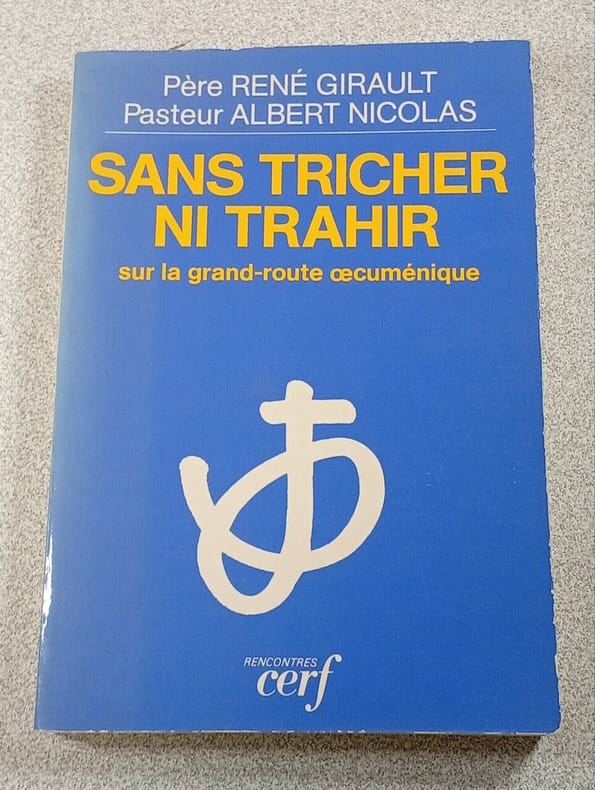 Père RENÉ GIRAULT
Pasteur ALBERT NICOLAS
SANS TRICHER
NI TRAHIR
sur la grand-route œcuménique
RENCONTRES
cerf